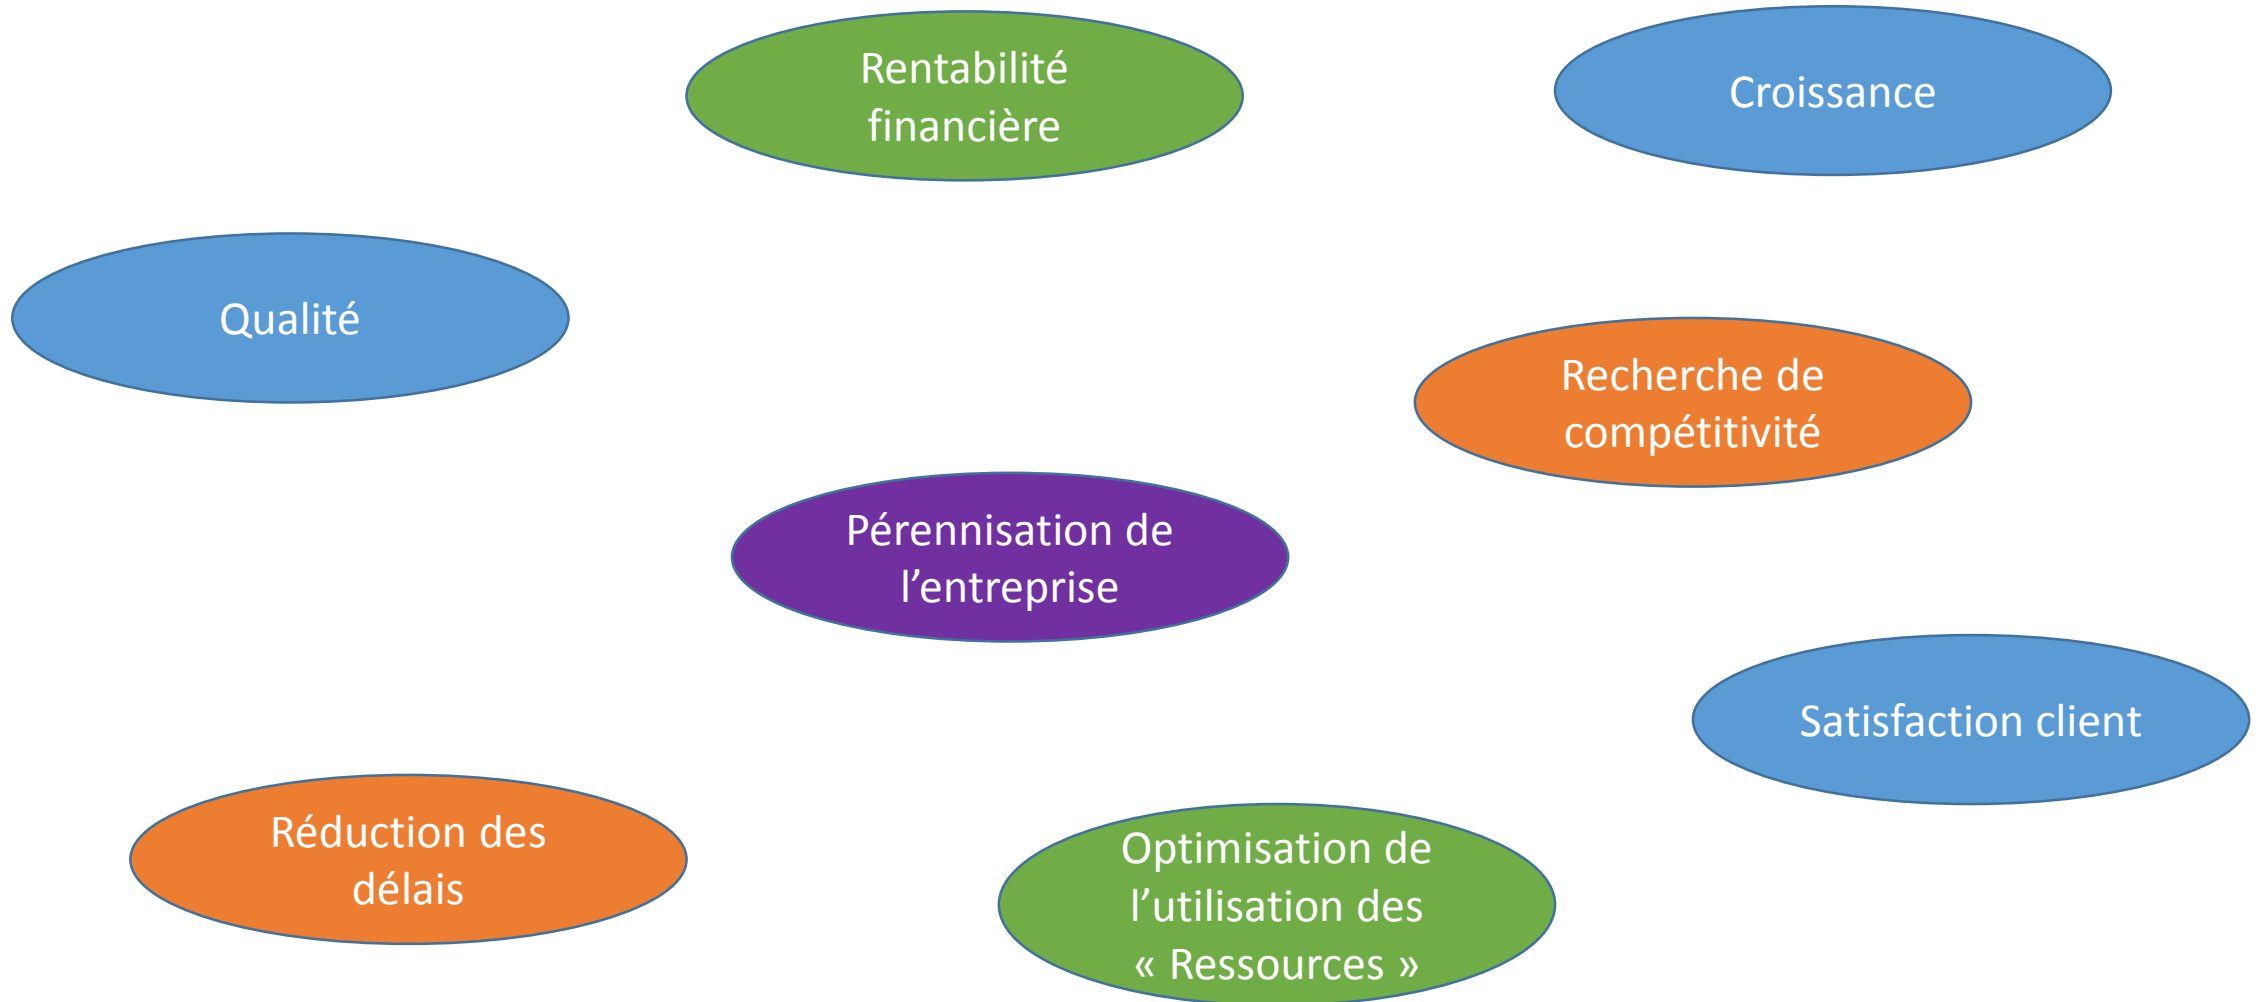 Rentabilité
financière
Croissance
Qualité
Recherche de
compétitivité
Pérennisation de
l’entreprise
Satisfaction client
Réduction des
délais
Optimisation de
l’utilisation des
« Ressources »